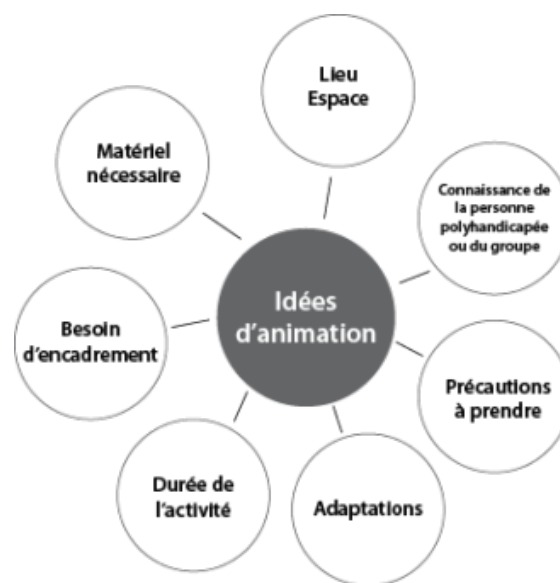 Lieu
Espace
Matériel
nécessaire
Connaissance de
la personne
polyhandicapée
ou du groupe
Idées
d'animation
Besoin
d'encadrement
Précautions
à prendre
Durée de
l'activité
Adaptations